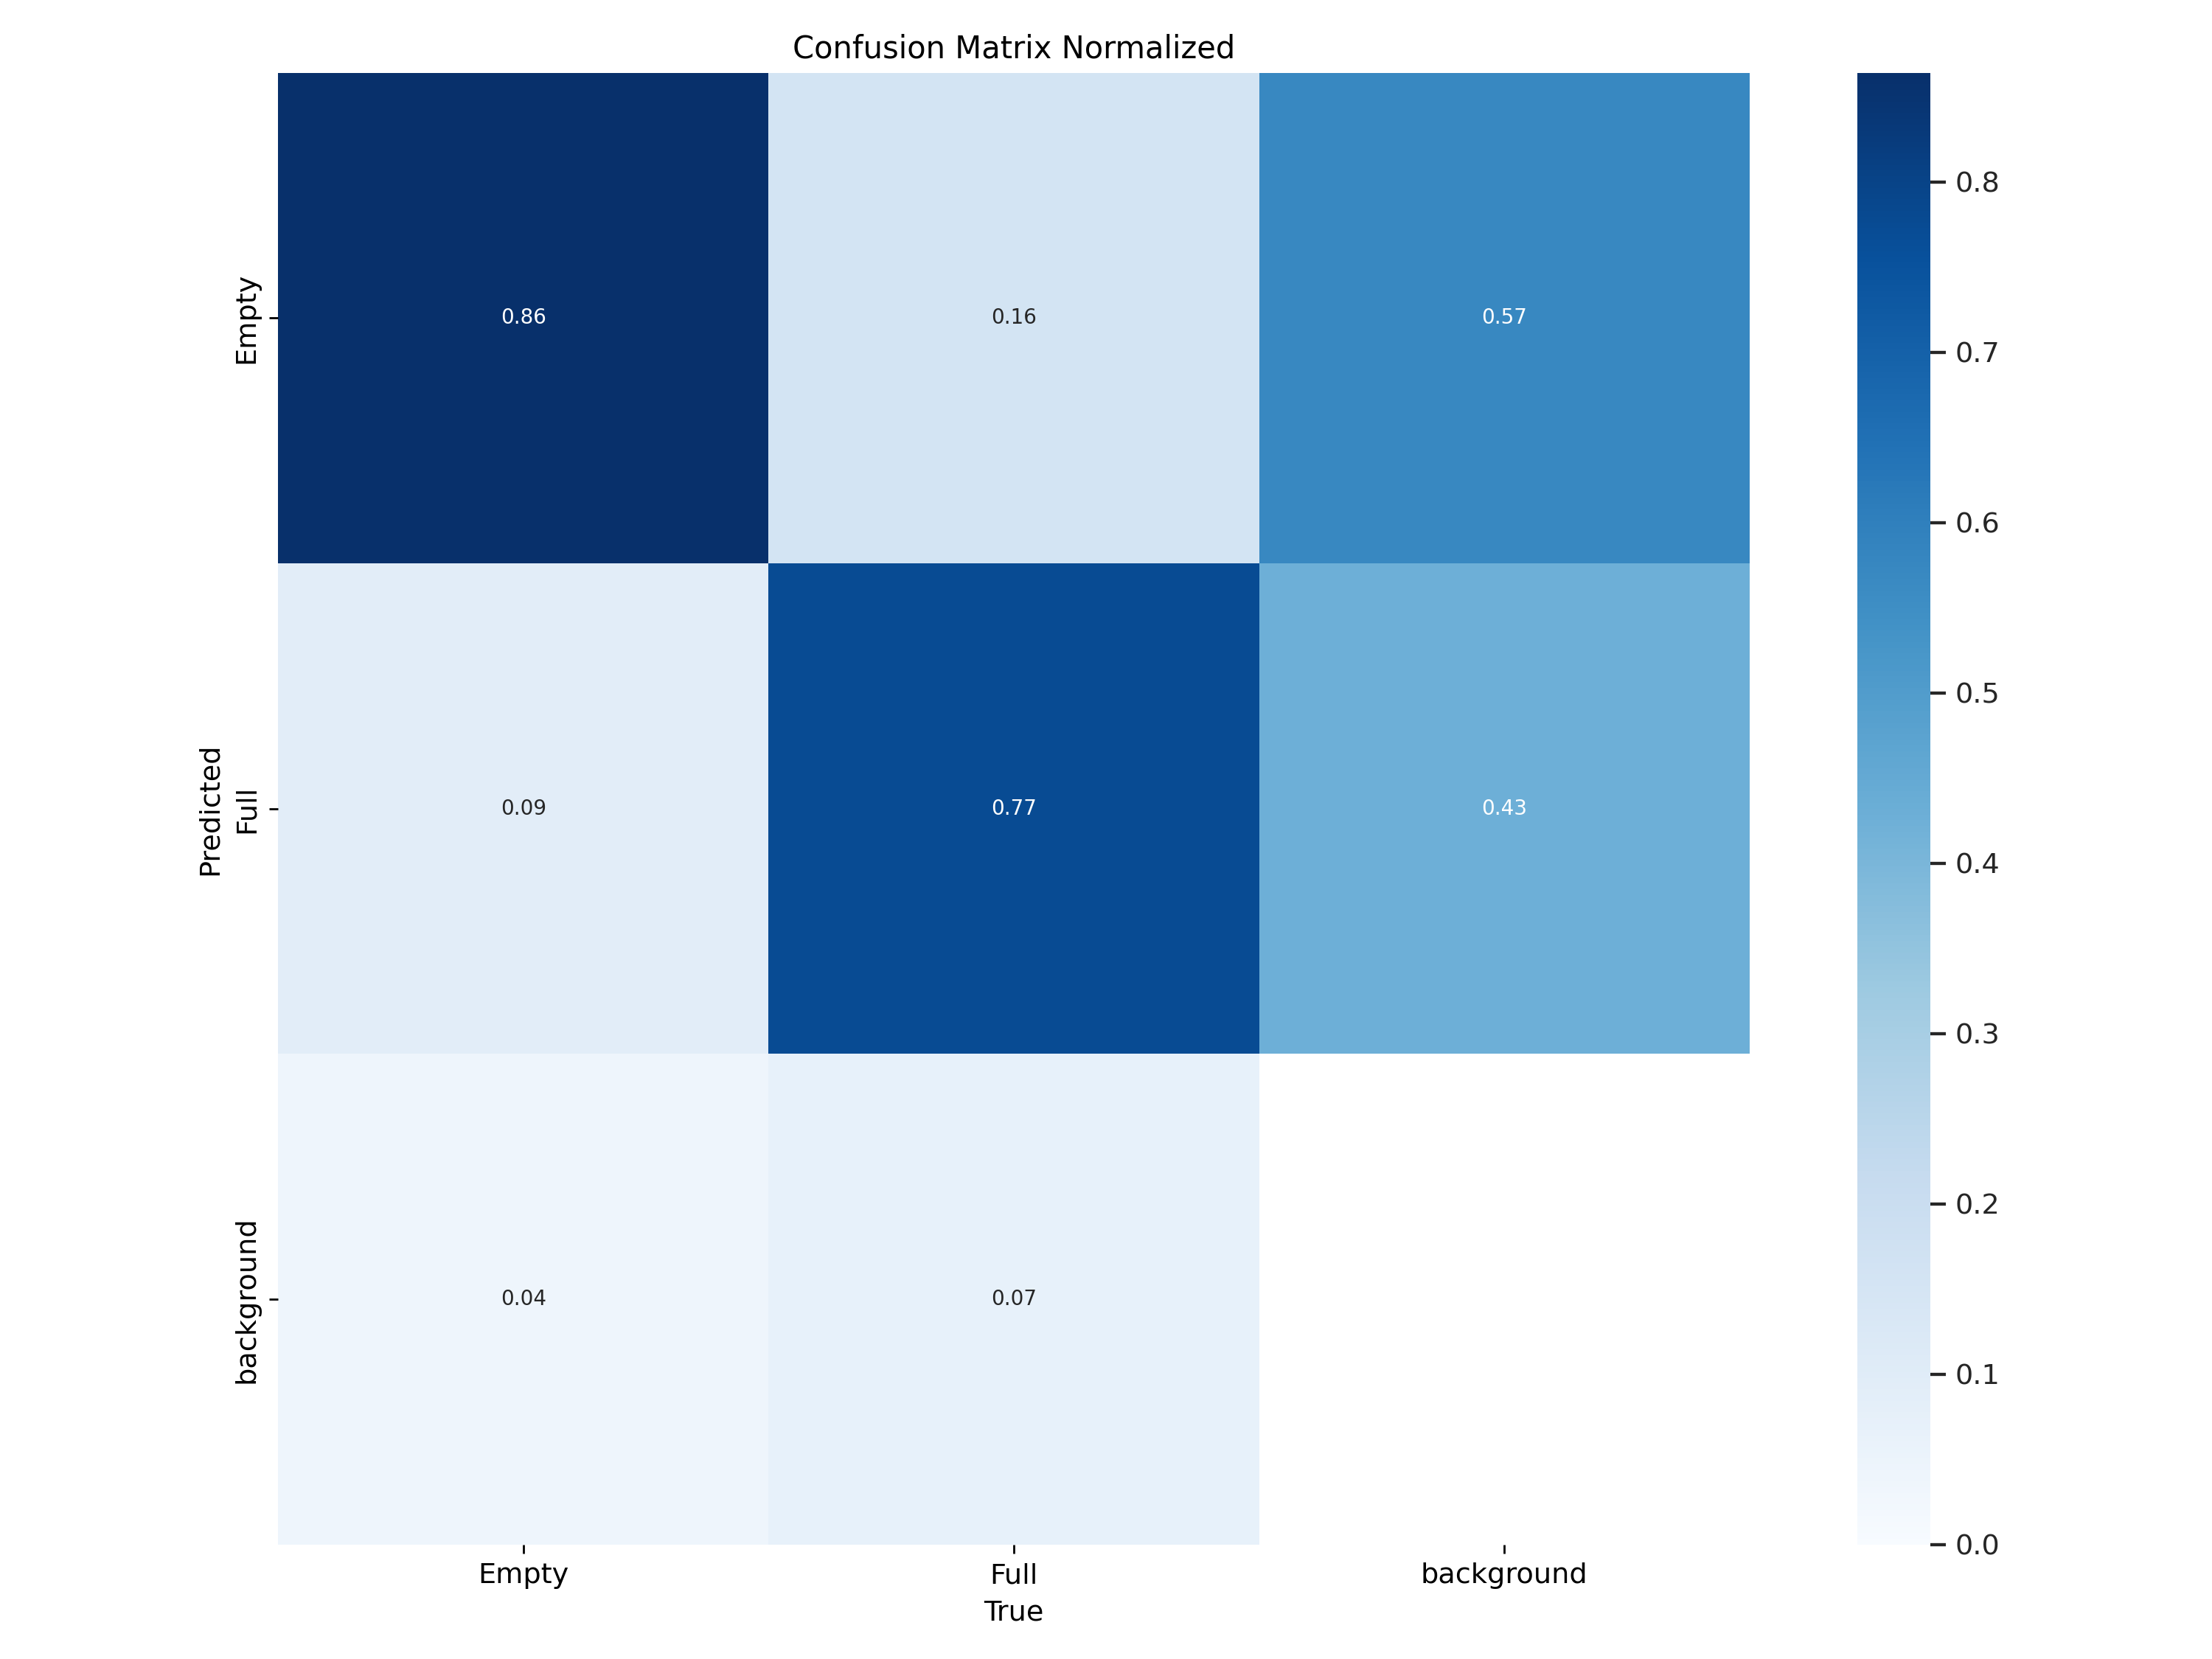 Confusion Matrix Normalized
Empty
0.86
0.16
0.57
Predicted
Full
0.09
0.77
0.43
background
0.04
0.07
Empty
Full
background
True
0.8
0.7
0.6
0.5
0.4
0.3
0.2
0.1
0.0